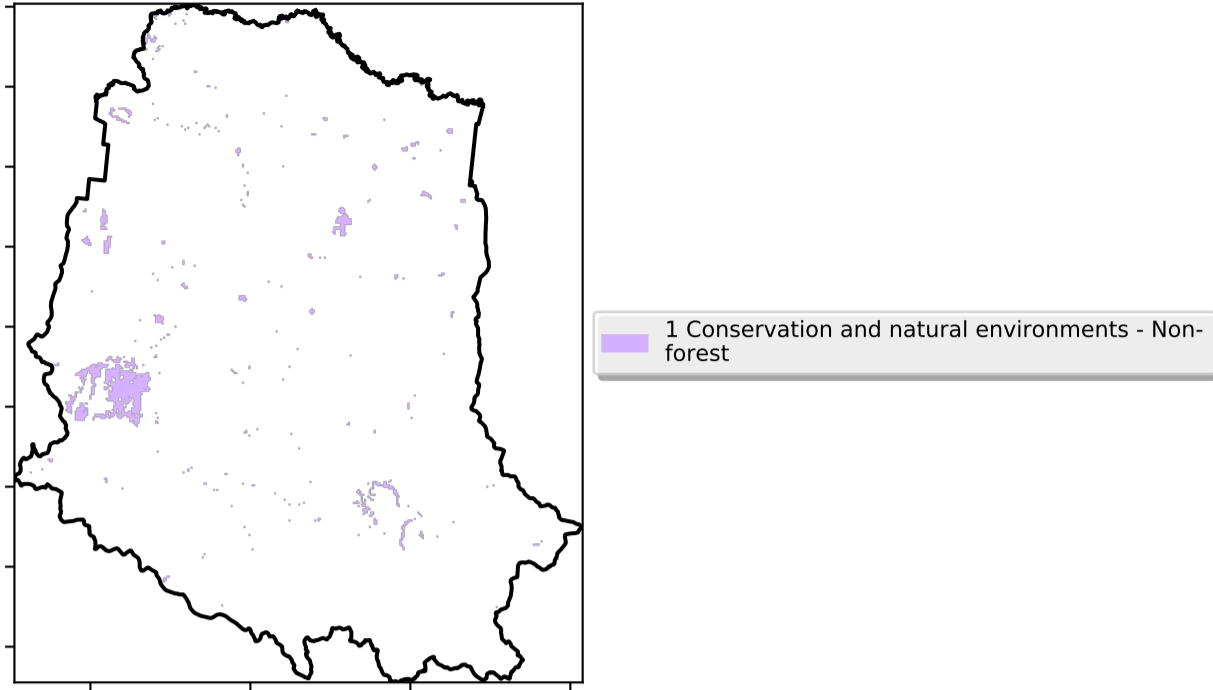 1 Conservation and natural environments - Non-
forest